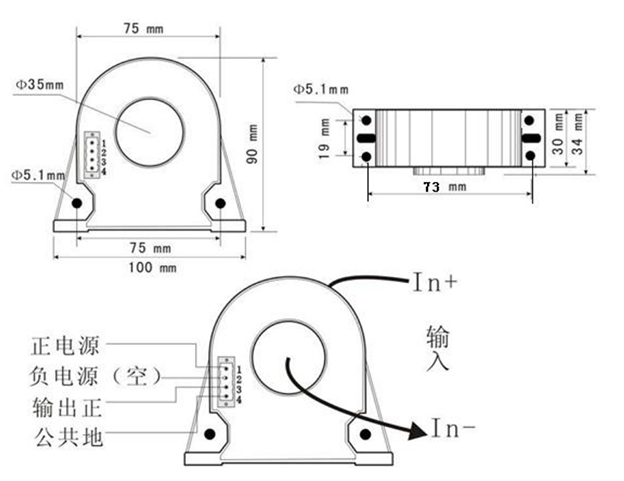 75 mm
Φ35mm
1
2
3
4
Φ5.1mm
90 mm
75 mm
100 mm
Φ5.1mm
19 mm
30 mm
34 mm
73 mm
In+
输入
正电源
负电源（空）
输出正
公共地
1
2
3
4
In-